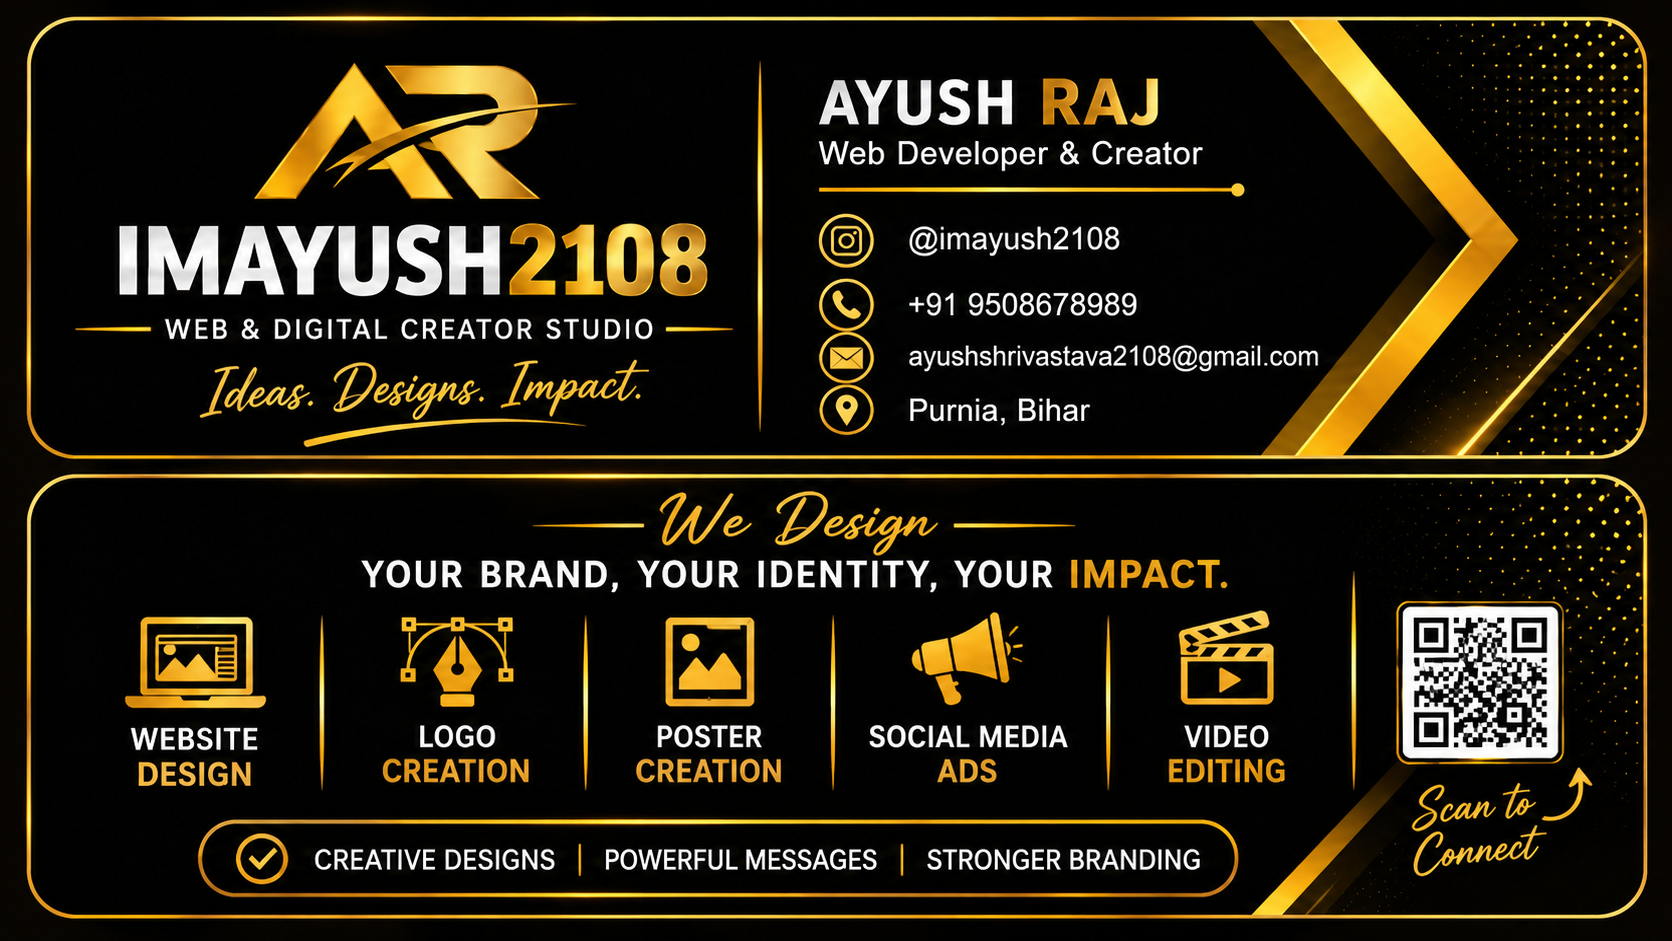 AR
IMAYUSH2108
WEB & DIGITAL CREATOR STUDIO
Ideas. Designs. Impact.
AYUSH RAJ
Web Developer & Creator
@imayush2108
+91 9508678989
ayushshrivastava2108@gmail.com
Purnia, Bihar
We Design
YOUR BRAND, YOUR IDENTITY, YOUR IMPACT.
WEBSITE
DESIGN
LOGO
CREATION
POSTER
CREATION
SOCIAL MEDIA
ADS
VIDEO
EDITING
CREATIVE DESIGNS | POWERFUL MESSAGES | STRONGER BRANDING
Scan to
Connect